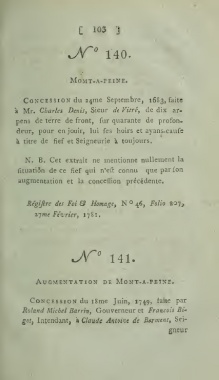 [ 103 ]
N° 140.
MONT-A-PEINE.
CONCESSION du 24me Septembre, 1683, faite
à Mr. Charles Denis, Sieur de Vitré, de dix ar-
pens de terre de front, sur quarante de profon-
deur, pour en jouir, lui ses hoirs et ayans-cause
à titre de fief et Seigneurie à toujours.
N. B. Cet extrait ne mentionne nullement la
situation de ce fief qui n'est connu que par son
augmentation et la concession précédente.
Régistre des Foi & Homage, N° 46, Folio 207,
27me Février, 1781.
N° 141.
AUGMENTATION DE MONT-A-PEINE.
CONCESSION du 18me Juin, 1749, faite par
Roland Michel Barrin, Gouverneur et Francois Bi-
got, Intendant, à Claude Antoine de Berment, Sei-
gneur